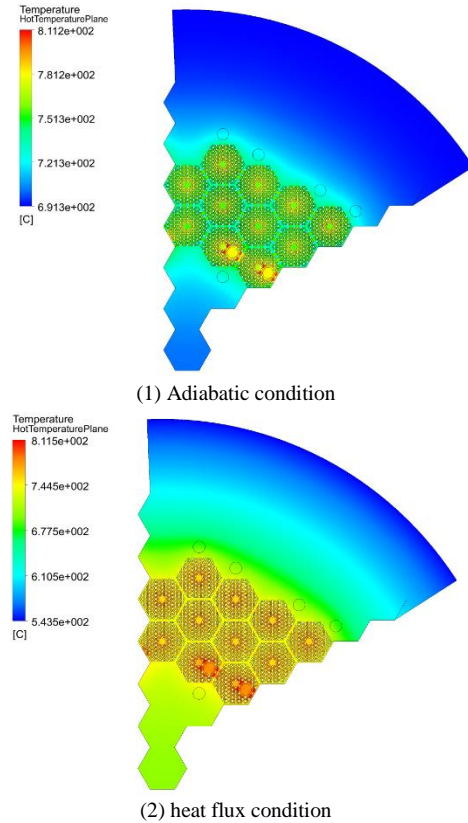 Temperature
HotTemperaturePlane
8.112e+002
7.812e+002
7.513e+002
7.213e+002
6.913e+002
[C]
(1) Adiabatic condition
Temperature
HotTemperaturePlane
8.115e+002
7.445e+002
6.775e+002
6.105e+002
5.435e+002
[C]
(2) heat flux condition